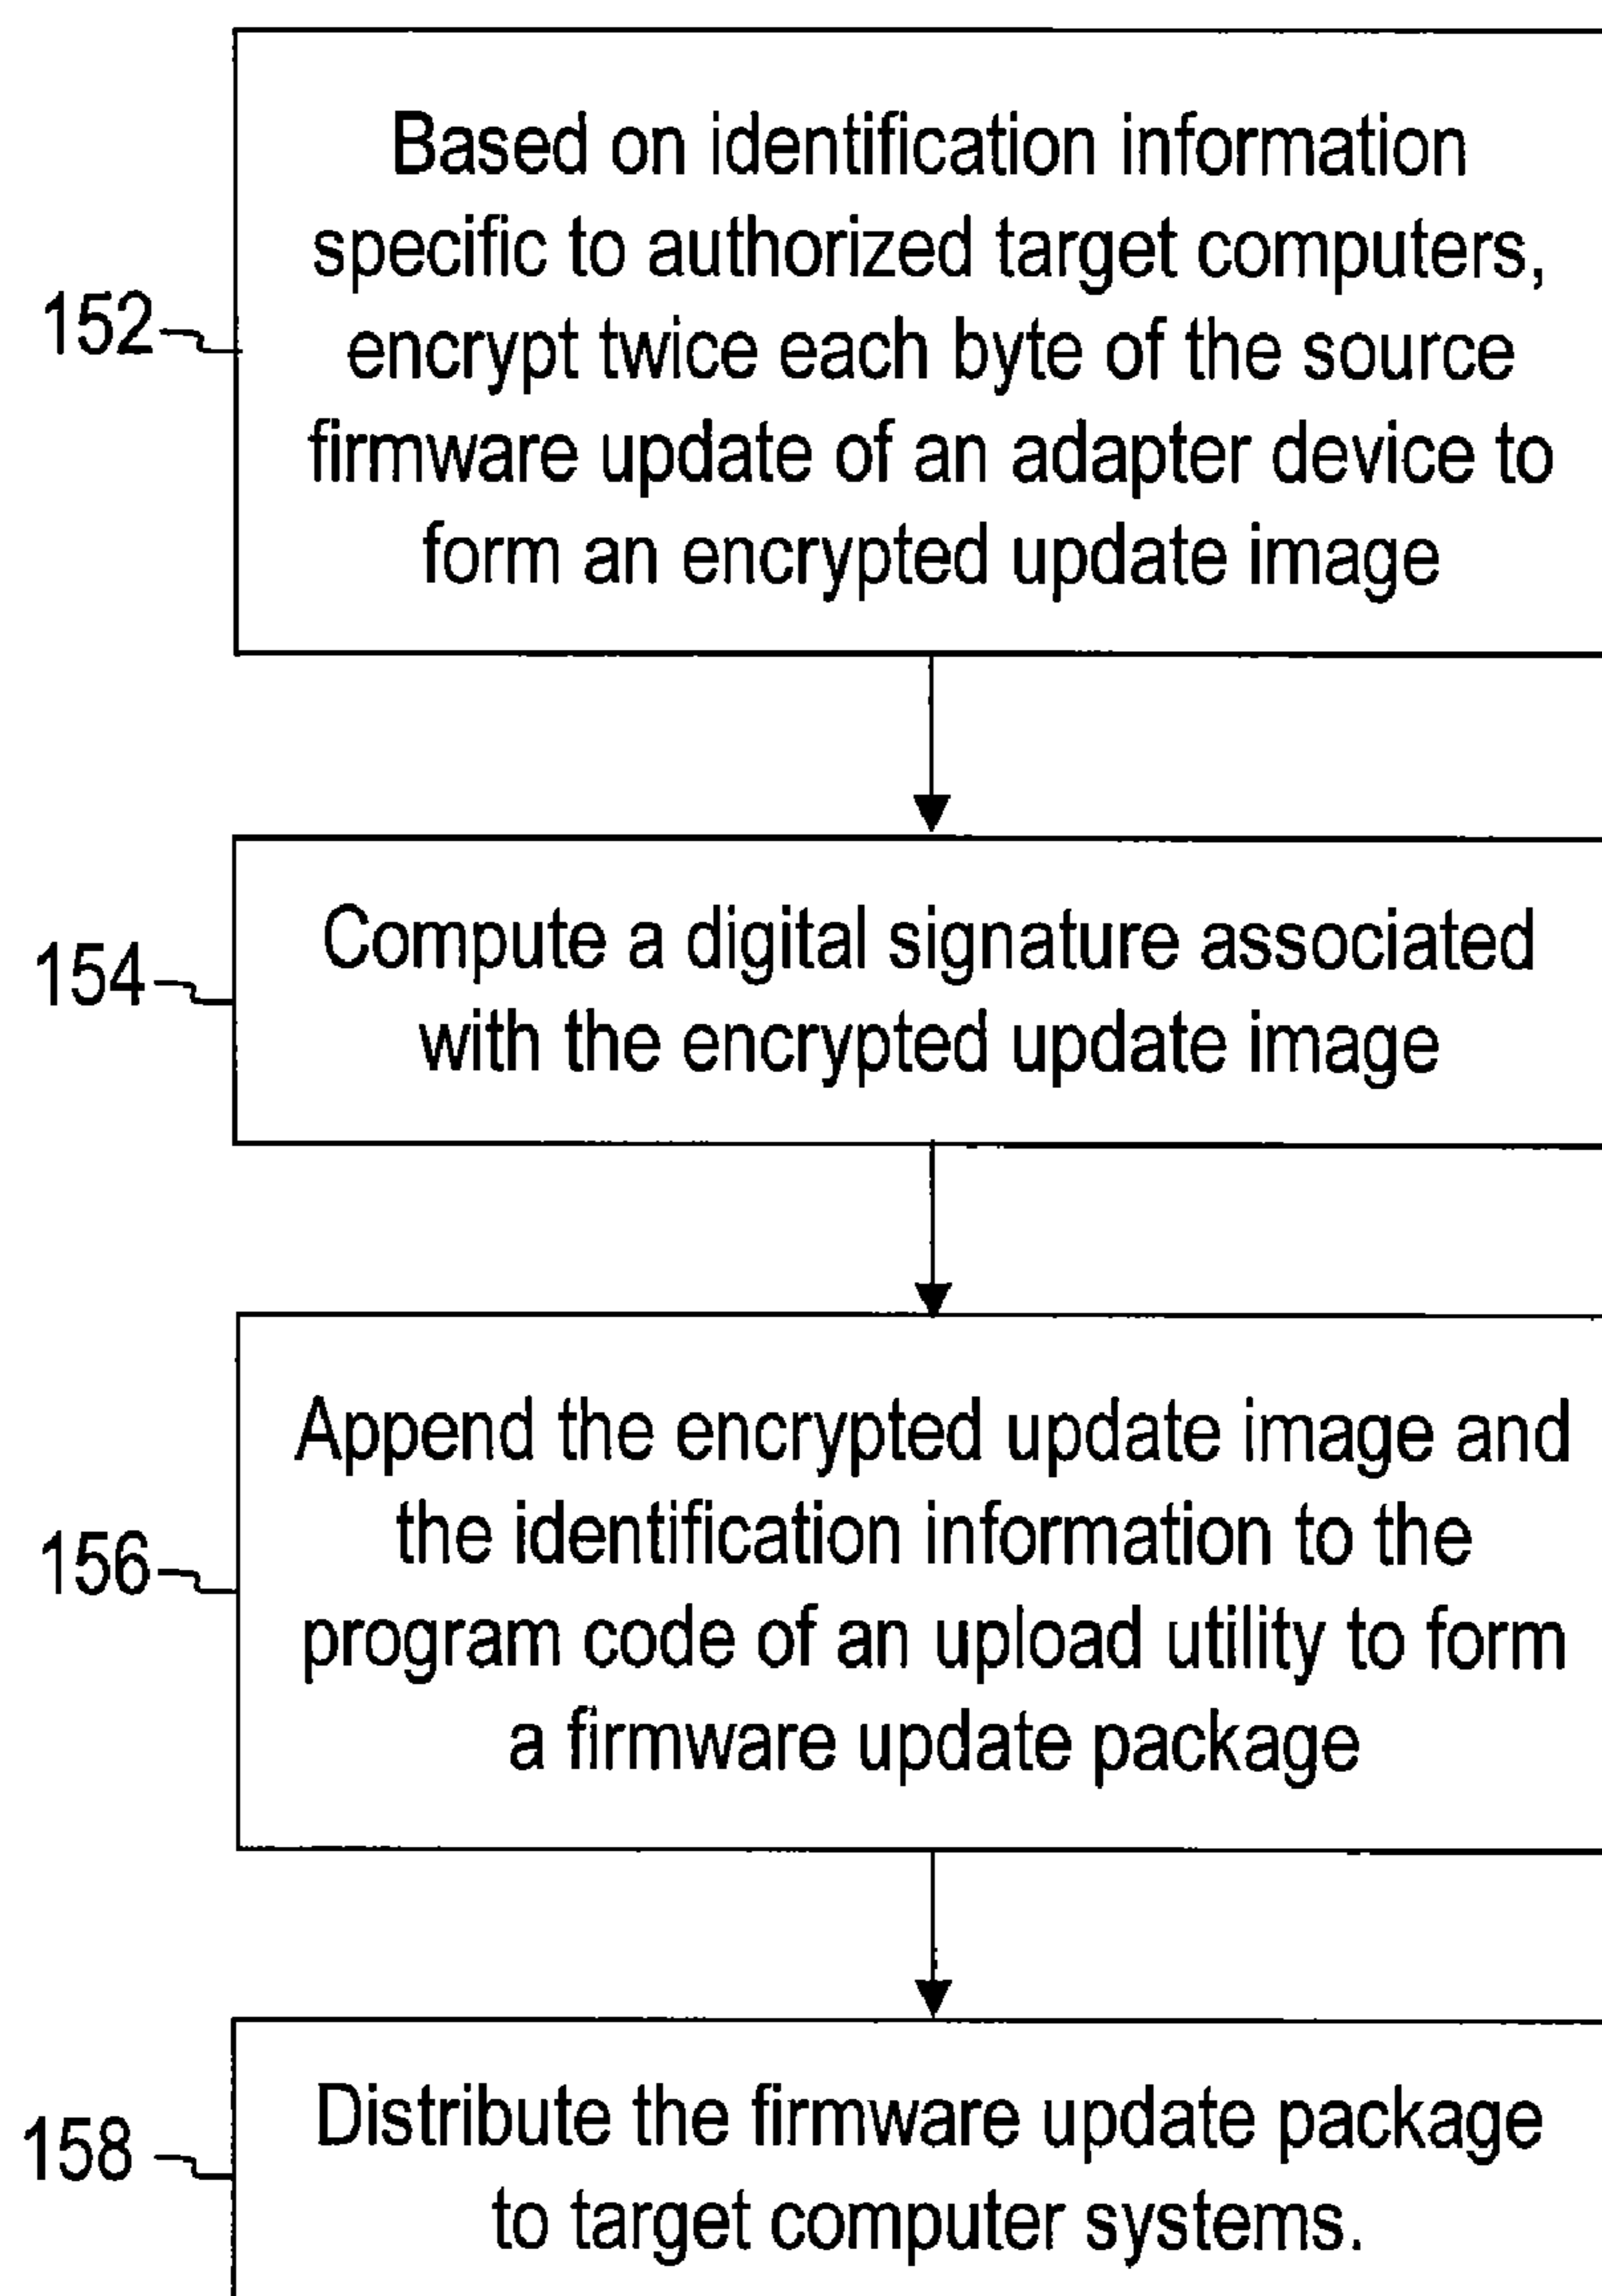 Based on identification information
specific to authorized target computers,
152
encrypt twice each byte of the source
firmware update of an adapter device to
form an encrypted update image
154
Compute a digital signature associated
with the encrypted update image
Append the encrypted update image and
the identification information to the
156
program code of an upload utility to form
a firmware update package
158
Distribute the firmware update package
to target computer systems.